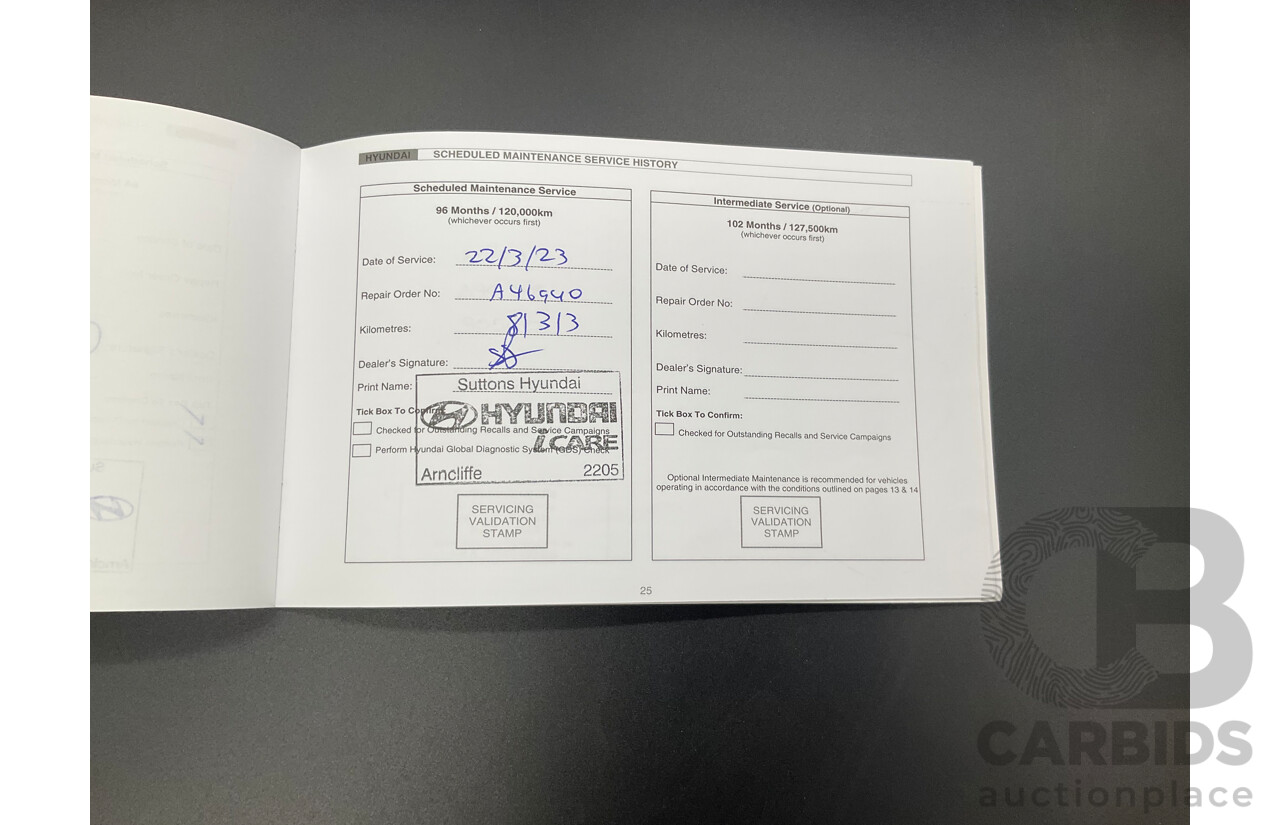 HYUNDAI SCHEDULED MAINTENANCE SERVICE HISTORY
Scheduled Maintenance Service
96 Months / 120,000km
(whichever occurs first)
Date of Service: 22/3/23
Repair Order No: A46940
Kilometres: 81313
Dealer's Signature:
Print Name: Suttons Hyundai
HYUNDAI
Tick Box To Confirm:
Checked for Outstanding Recalls and Service Campaigns
iCARE
Perform Hyundai Global Diagnostic System (GDS) Check
Arncliffe 2205
SERVICING
VALIDATION
STAMP
Intermediate Service (Optional)
102 Months / 127,500km
(whichever occurs first)
Date of Service:
Repair Order No:
Kilometres:
Dealer's Signature:
Print Name:
Tick Box To Confirm:
Checked for Outstanding Recalls and Service Campaigns
Optional Intermediate Maintenance is recommended for vehicles
operating in accordance with the conditions outlined on pages 13 & 14
SERVICING
VALIDATION
STAMP
25
CB
CARBIDS
auctionplace